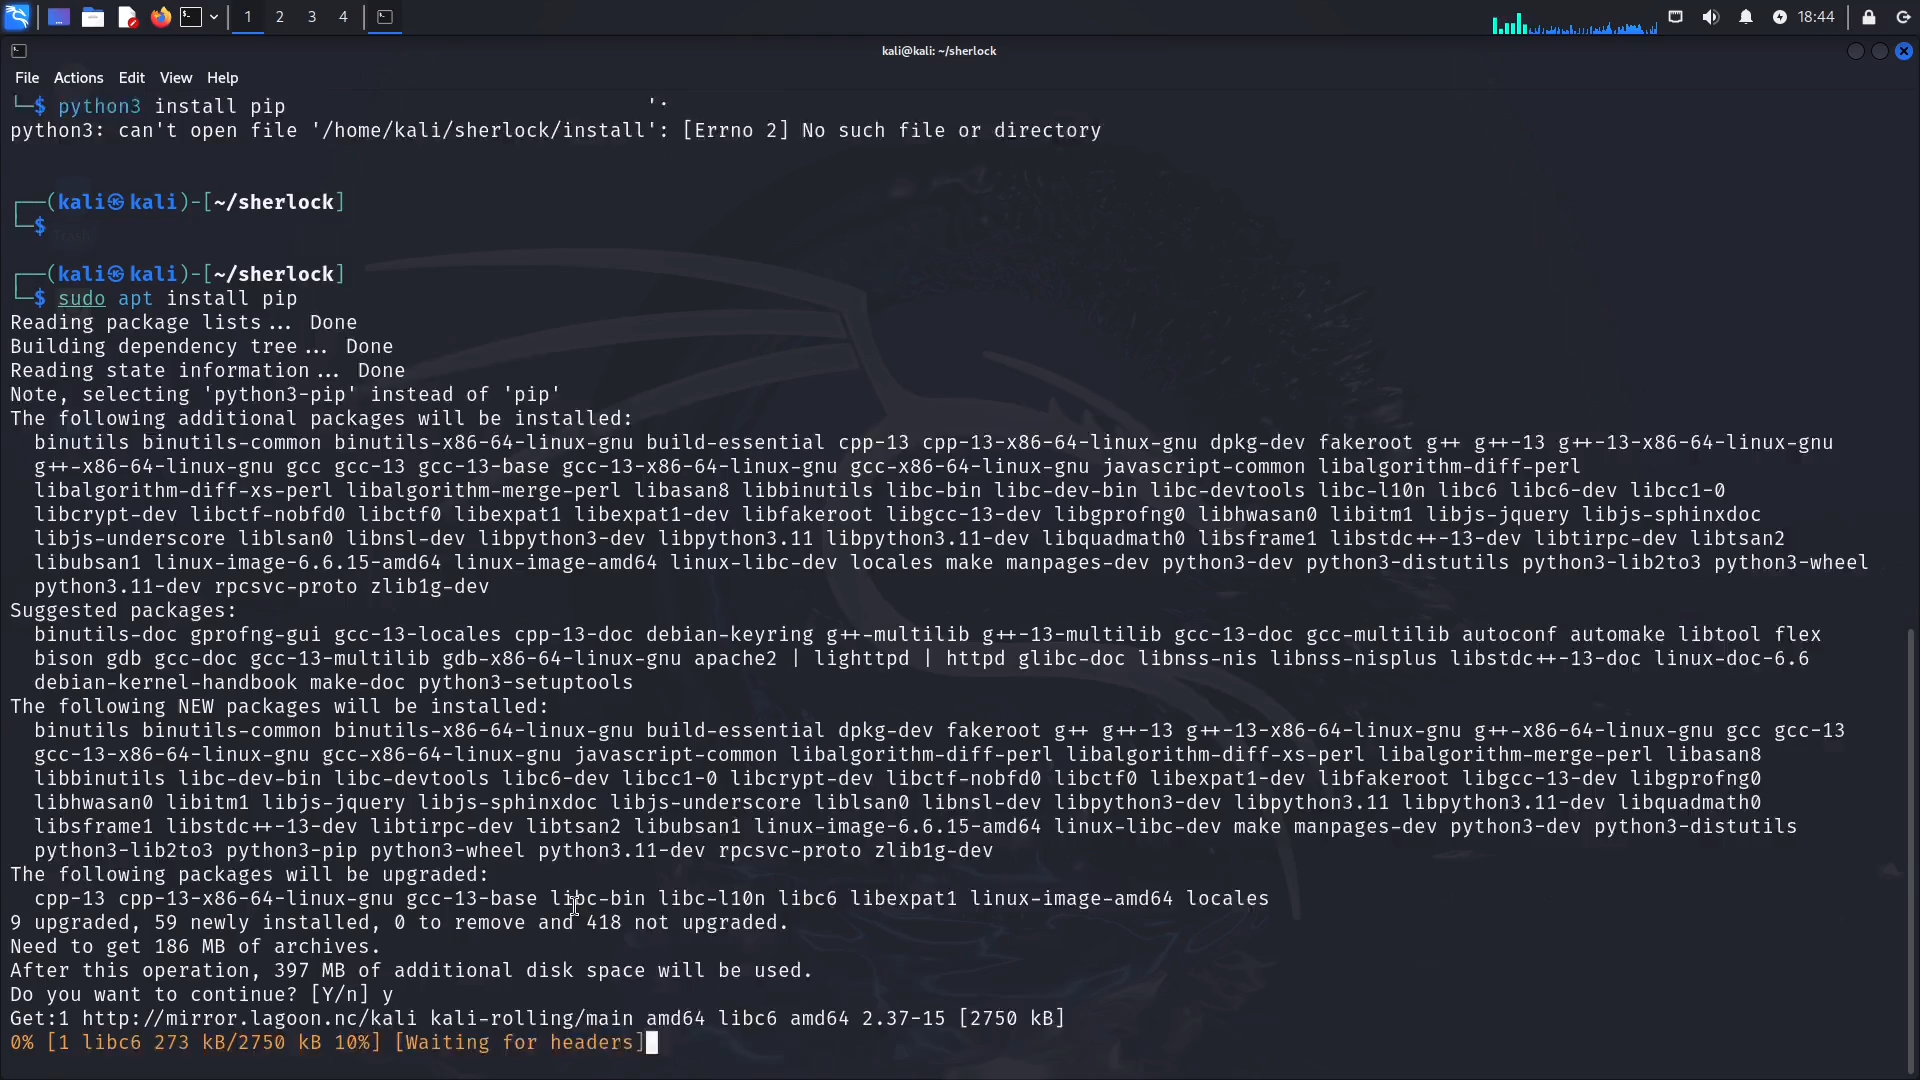 1 2 3 4
18:44
kali@kali: ~/sherlock
File Actions Edit View Help
└─$ python3 install pip
python3: can't open file '/home/kali/sherlock/install': [Errno 2] No such file or directory
┌──(kali㉿kali)-[~/sherlock]
└─$
┌──(kali㉿kali)-[~/sherlock]
└─$ sudo apt install pip
Reading package lists... Done
Building dependency tree... Done
Reading state information... Done
Note, selecting 'python3-pip' instead of 'pip'
The following additional packages will be installed:
binutils binutils-common binutils-x86-64-linux-gnu build-essential cpp-13 cpp-13-x86-64-linux-gnu dpkg-dev fakeroot g++ g++-13 g++-13-x86-64-linux-gnu
g++-x86-64-linux-gnu gcc gcc-13 gcc-13-base gcc-13-x86-64-linux-gnu gcc-x86-64-linux-gnu javascript-common libalgorithm-diff-perl
libalgorithm-diff-xs-perl libalgorithm-merge-perl libasan8 libbinutils libc-bin libc-dev-bin libc-devtools libc-l10n libc6 libc6-dev libcc1-0
libcrypt-dev libctf-nobfd0 libctf0 libexpat1 libexpat1-dev libfakeroot libgcc-13-dev libgprofng0 libhwasan0 libitm1 libjs-jquery libjs-sphinxdoc
libjs-underscore liblsan0 libnsl-dev libpython3-dev libpython3.11 libpython3.11-dev libquadmath0 libsframe1 libstdc++-13-dev libtirpc-dev libtsan2
libubsan1 linux-image-6.6.15-amd64 linux-image-amd64 linux-libc-dev locales make manpages-dev python3-dev python3-distutils python3-lib2to3 python3-wheel
python3.11-dev rpcsvc-proto zlib1g-dev
Suggested packages:
binutils-doc gprofng-gui gcc-13-locales cpp-13-doc debian-keyring g++-multilib g++-13-multilib gcc-13-doc gcc-multilib autoconf automake libtool flex
bison gdb gcc-doc gcc-13-multilib gdb-x86-64-linux-gnu apache2 | lighttpd | httpd glibc-doc libnss-nis libnss-nisplus libstdc++-13-doc linux-doc-6.6
debian-kernel-handbook make-doc python3-setuptools
The following NEW packages will be installed:
binutils binutils-common binutils-x86-64-linux-gnu build-essential dpkg-dev fakeroot g++ g++-13 g++-13-x86-64-linux-gnu g++-x86-64-linux-gnu gcc gcc-13
gcc-13-x86-64-linux-gnu gcc-x86-64-linux-gnu javascript-common libalgorithm-diff-perl libalgorithm-diff-xs-perl libalgorithm-merge-perl libasan8
libbinutils libc-dev-bin libc-devtools libc6-dev libcc1-0 libcrypt-dev libctf-nobfd0 libctf0 libexpat1-dev libfakeroot libgcc-13-dev libgprofng0
libhwasan0 libitm1 libjs-jquery libjs-sphinxdoc libjs-underscore liblsan0 libnsl-dev libpython3-dev libpython3.11 libpython3.11-dev libquadmath0
libsframe1 libstdc++-13-dev libtirpc-dev libtsan2 libubsan1 linux-image-6.6.15-amd64 linux-libc-dev make manpages-dev python3-dev python3-distutils
python3-lib2to3 python3-pip python3-wheel python3.11-dev rpcsvc-proto zlib1g-dev
The following packages will be upgraded:
cpp-13 cpp-13-x86-64-linux-gnu gcc-13-base libc-bin libc-l10n libc6 libexpat1 linux-image-amd64 locales
9 upgraded, 59 newly installed, 0 to remove and 418 not upgraded.
Need to get 186 MB of archives.
After this operation, 397 MB of additional disk space will be used.
Do you want to continue? [Y/n] y
Get:1 http://mirror.lagoon.nc/kali kali-rolling/main amd64 libc6 amd64 2.37-15 [2750 kB]
0% [1 libc6 273 kB/2750 kB 10%] [Waiting for headers]